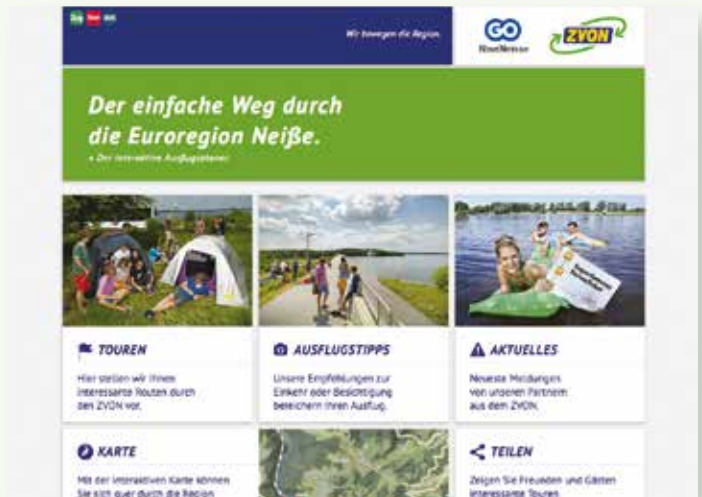 Wir bewegen die Region.
GO
ZVON
Der einfache Weg durch
die Euroregion Neiße.
Der interaktive Ausflugsplaner.
TOUREN
Hier stellen wir Ihnen
interessante Routen durch
den ZVON vor.
AUSFLUGSTIPPS
Unsere Empfehlungen zur
Einkehr oder Besichtigung
bereichern Ihren Ausflug.
AKTUELLES
Neueste Meldungen
von unseren Partnern
aus dem ZVON.
KARTE
Mit der interaktiven Karte können
Sie sich quer durch die Region
TEILEN
Zeigen Sie Freunden und Gästen
interessante Touren